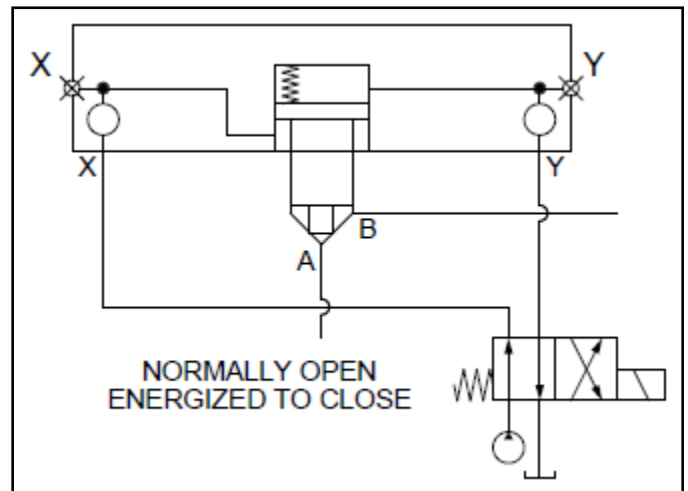 X Y
X Y
B
A
NORMALLY OPEN
ENERGIZED TO CLOSE